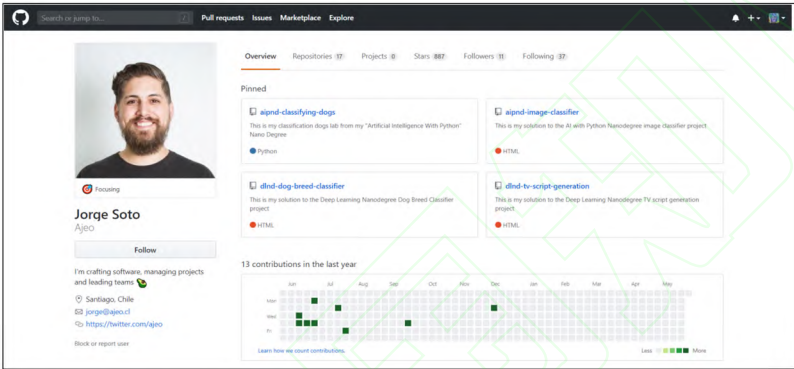 Search or jump to... /
Pull requests Issues Marketplace Explore
Overview Repositories 17 Projects 0 Stars 867 Followers 11 Following 37
Pinned
aipnd-classifying-dogs
This is my classification dogs lab from my "Artificial Intelligence With Python"
Nano Degree
Python
aipnd-image-classifier
This is my solution to the AI with Python Nanodegree image classifier project
HTML
dlnd-dog-breed-classifier
This is my solution to the Deep Learning Nanodegree Dog Breed Classifier
project
HTML
dlnd-tv-script-generation
This is my solution to the Deep Learning Nanodegree TV script generation
project
HTML
Focusing
Jorge Soto
Ajeo
Follow
I'm crafting software, managing projects
and leading teams
Santiago, Chile
jorge@ajeo.cl
https://twitter.com/ajeo
Block or report user
13 contributions in the last year
Jun Jul Aug Sep Oct Nov Dec Jan Feb Mar Apr May
Mon
Wed
Fri
Learn how we count contributions.
Less More